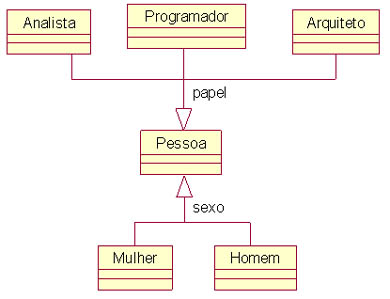 Analista
Programador
Arquiteto
papel
Pessoa
sexo
Mulher
Homem